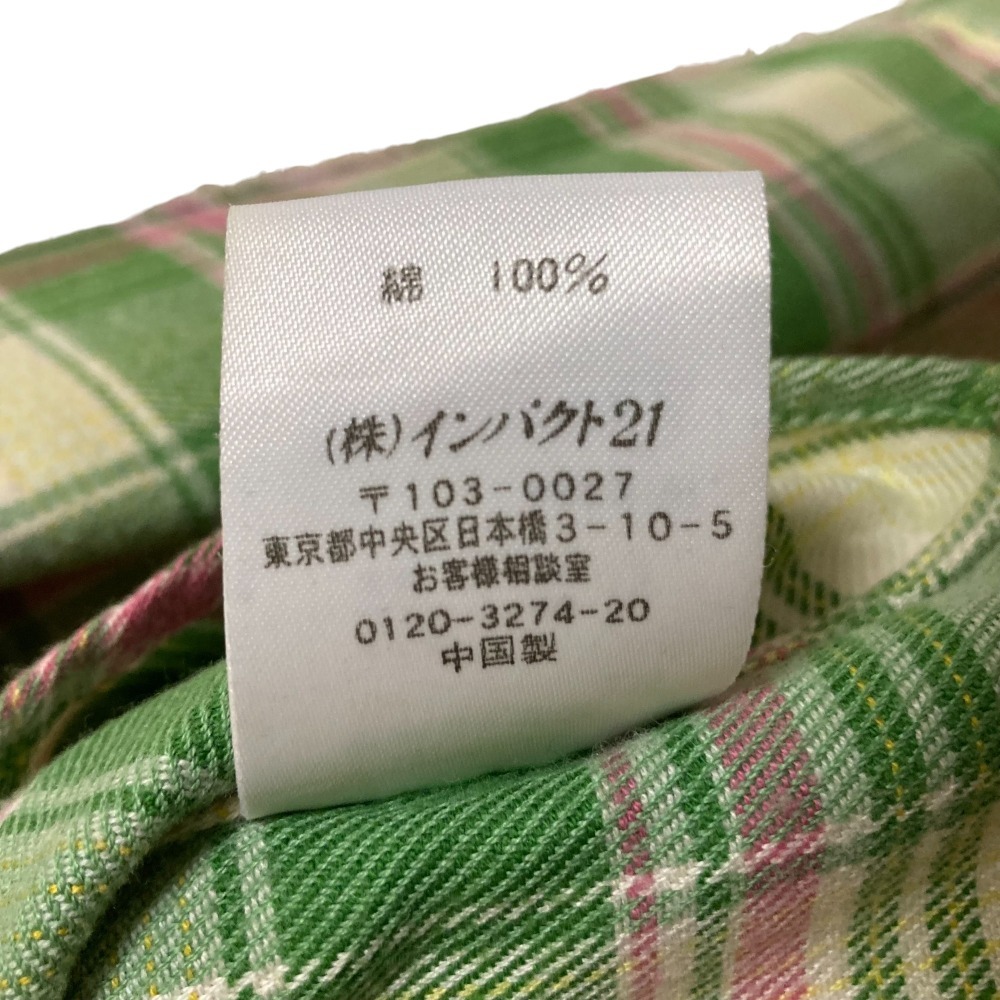 綿 100%
(株)インパクト21
〒103-0027
東京都中央区日本橋3-10-5
お客様相談室
0120-3274-20
中国製